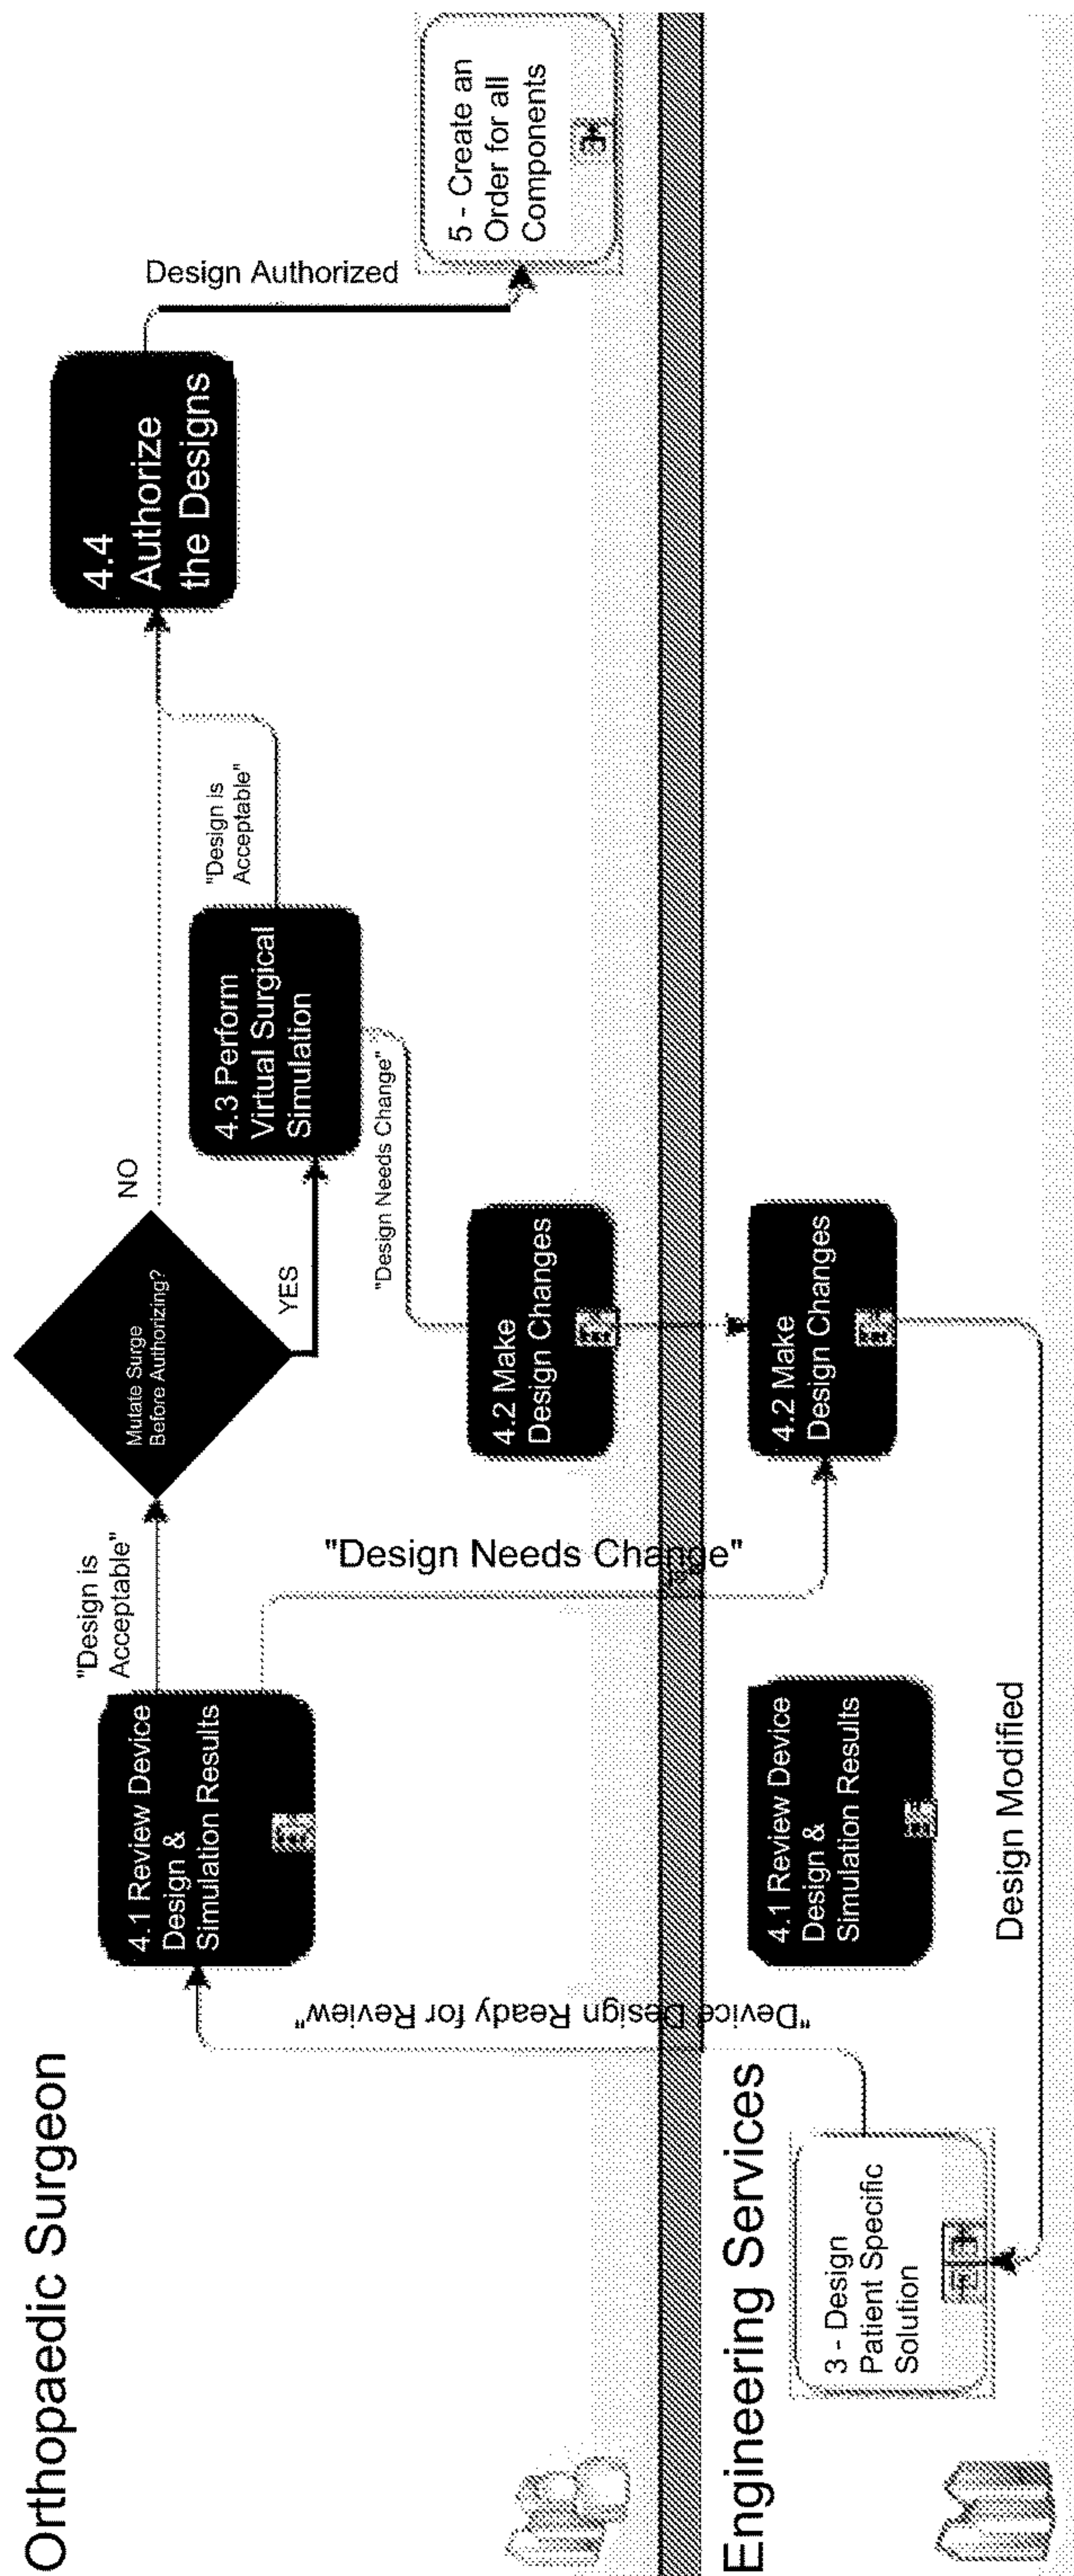 Orthopaedic Surgeon
"Device Design Ready for Review"
4.1 Review Device
Design &
Simulation Results
"Design is
Acceptable"
"Design Needs Change"
Mutate Surge
Before Authorizing?
NO
YES
4.3 Perform
Virtual Surgical
Simulation
"Design Needs Change"
4.2 Make
Design Changes
"Design is
Acceptable"
4.4
Authorize
the Designs
Design Authorized
5 - Create an
Order for all
Components
Engineering Services
3 - Design
Patient Specific
Solution
4.1 Review Device
Design &
Simulation Results
4.2 Make
Design Changes
Design Modified